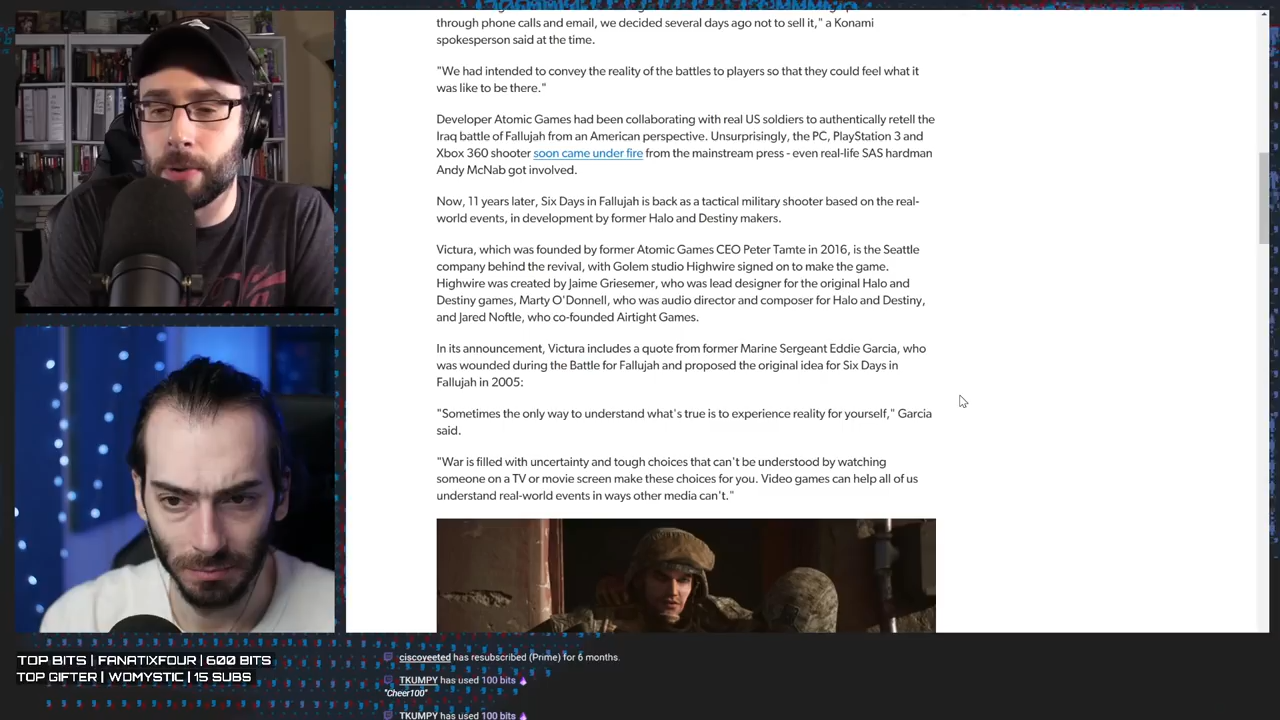 through phone calls and email, we decided several days ago not to sell it," a Konami
spokesperson said at the time.
"We had intended to convey the reality of the battles to players so that they could feel what it
was like to be there."
Developer Atomic Games had been collaborating with real US soldiers to authentically retell the
Iraq battle of Fallujah from an American perspective. Unsurprisingly, the PC, PlayStation 3 and
Xbox 360 shooter soon came under fire from the mainstream press - even real-life SAS hardman
Andy McNab got involved.
Now, 11 years later, Six Days in Fallujah is back as a tactical military shooter based on the real-
world events, in development by former Halo and Destiny makers.
Victura, which was founded by former Atomic Games CEO Peter Tamte in 2016, is the Seattle
company behind the revival, with Golem studio Highwire signed on to make the game.
Highwire was created by Jaime Griesemer, who was lead designer for the original Halo and
Destiny games, Marty O'Donnell, who was audio director and composer for Halo and Destiny,
and Jared Noftle, who co-founded Airtight Games.
In its announcement, Victura includes a quote from former Marine Sergeant Eddie Garcia, who
was wounded during the Battle for Fallujah and proposed the original idea for Six Days in
Fallujah in 2005:
"Sometimes the only way to understand what's true is to experience reality for yourself," Garcia
said.
"War is filled with uncertainty and tough choices that can't be understood by watching
someone on a TV or movie screen make these choices for you. Video games can help all of us
understand real-world events in ways other media can't."
TOP BITS | FANATIXFOUR | 600 BITS
TOP GIFTER | WDMYSTIC | 15 SUBS
ciscoyeeted has resubscribed (Prime) for 6 months.
TKUMPY has used 100 bits
"Cheer100"
TKUMPY has used 100 bits